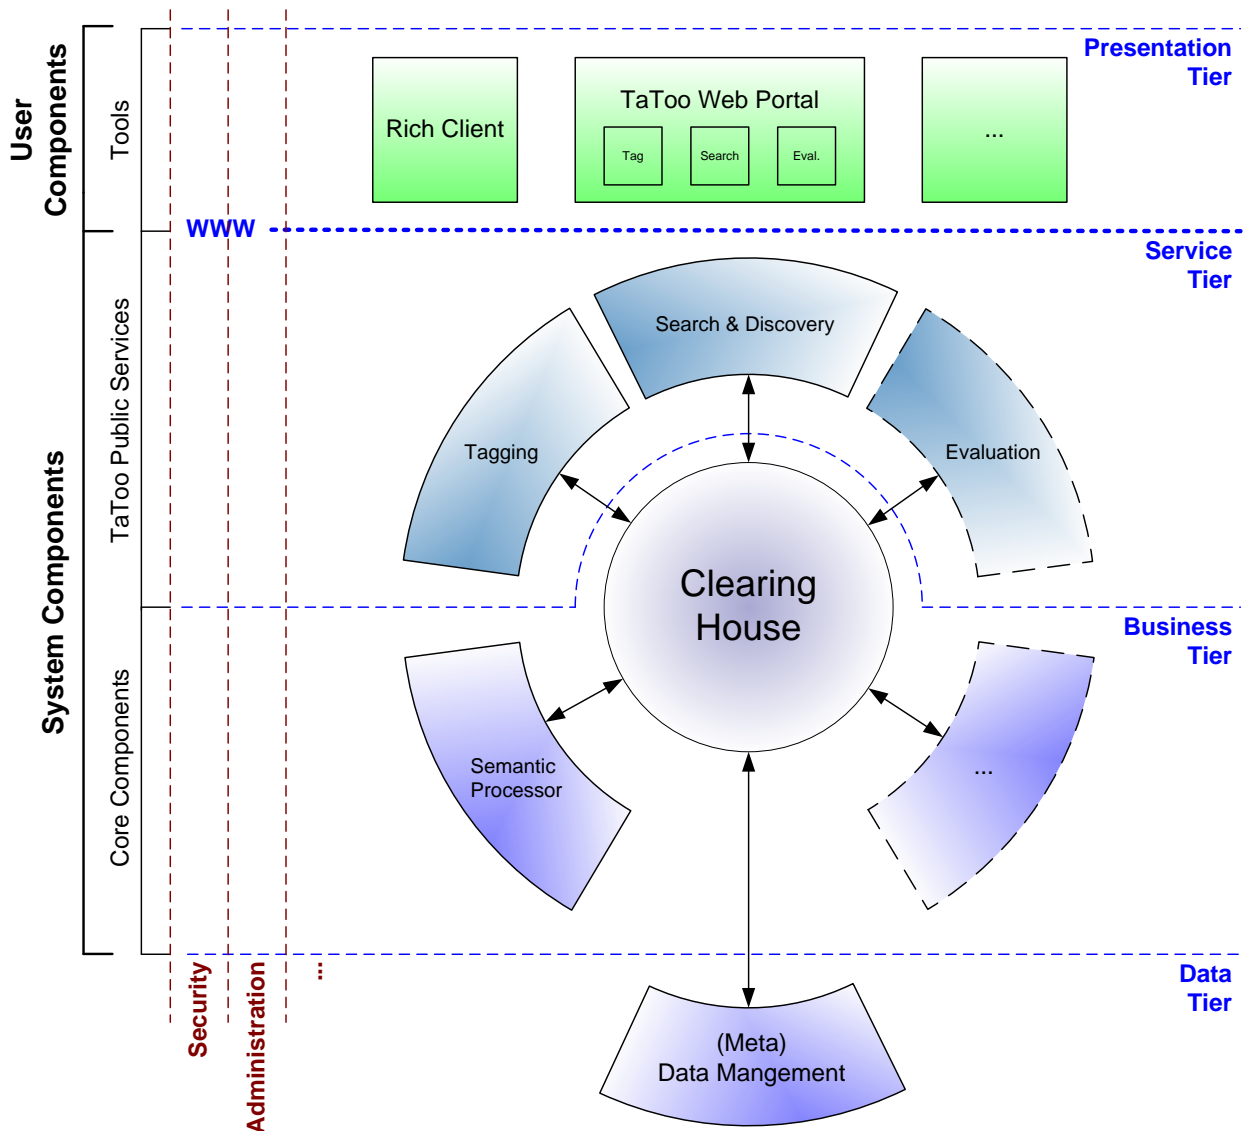 Presentation
Tier
User
Components
Tools
Rich Client
TaToo Web Portal
Tag
Search
Eval.
...
WWW
Service
Tier
System Components
TaToo Public Services
Search & Discovery
Tagging
Evaluation
Clearing
House
Business
Tier
Core Components
Semantic
Processor
...
Data
Tier
Security
Administration
...
(Meta)
Data Mangement